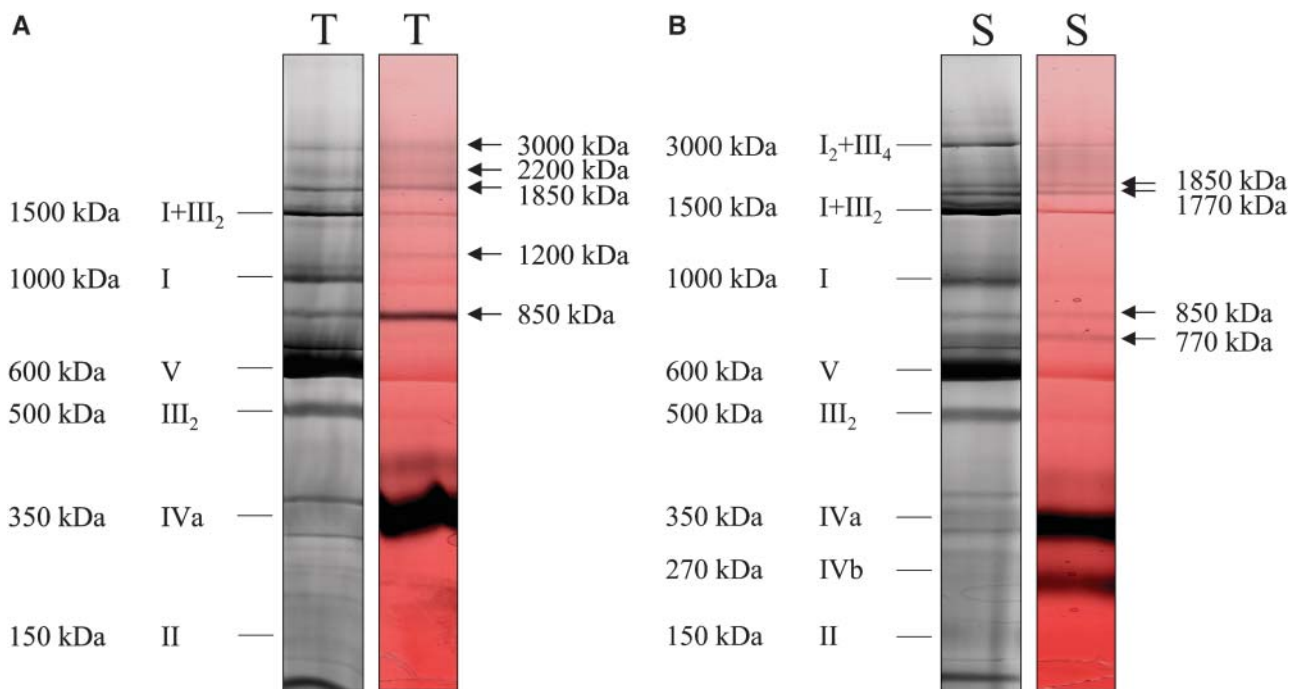 A
T T
3000 kDa
2200 kDa
1850 kDa
1500 kDa I+III₂
1200 kDa
1000 kDa I
850 kDa
600 kDa V
500 kDa III₂
350 kDa IVa
150 kDa II
B
S S
3000 kDa I₂+III₄
1850 kDa
1500 kDa I+III₂ 1770 kDa
1000 kDa I
850 kDa
770 kDa
600 kDa V
500 kDa III₂
350 kDa IVa
270 kDa IVb
150 kDa II